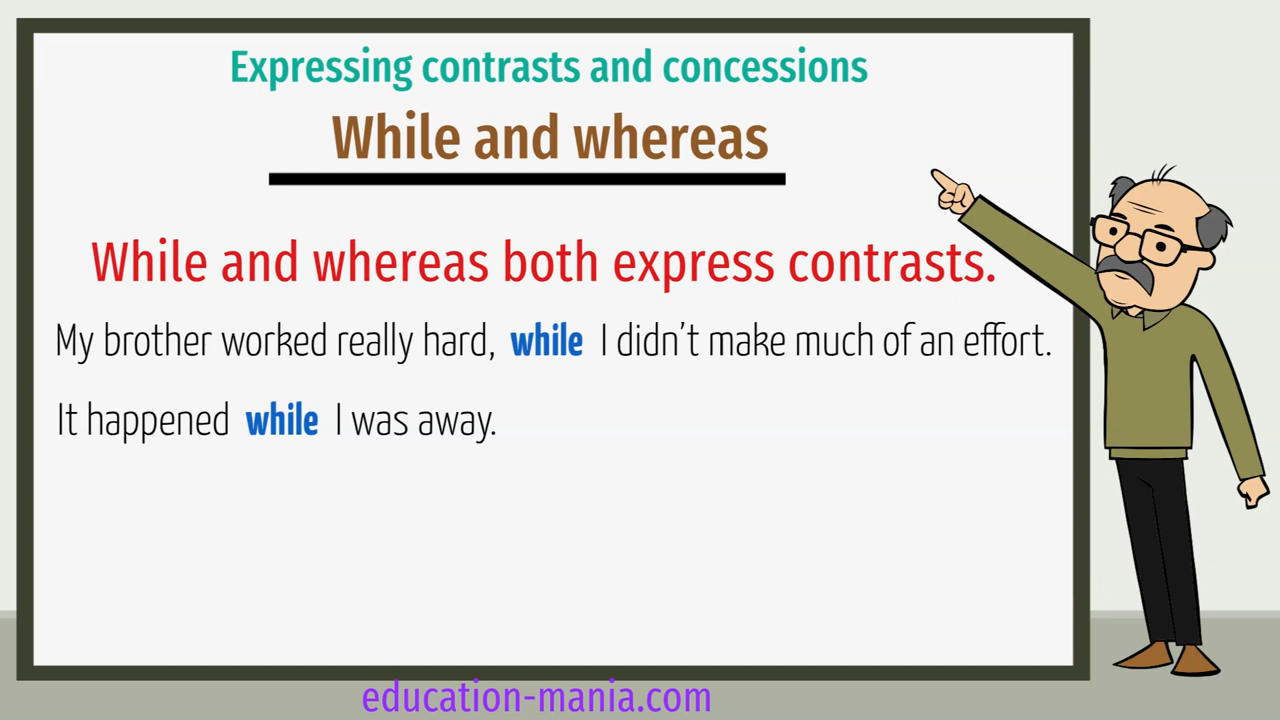 Expressing contrasts and concessions
While and whereas
While and whereas both express contrasts.
My brother worked really hard, while I didn’t make much of an effort.
It happened while I was away.
education-mania.com